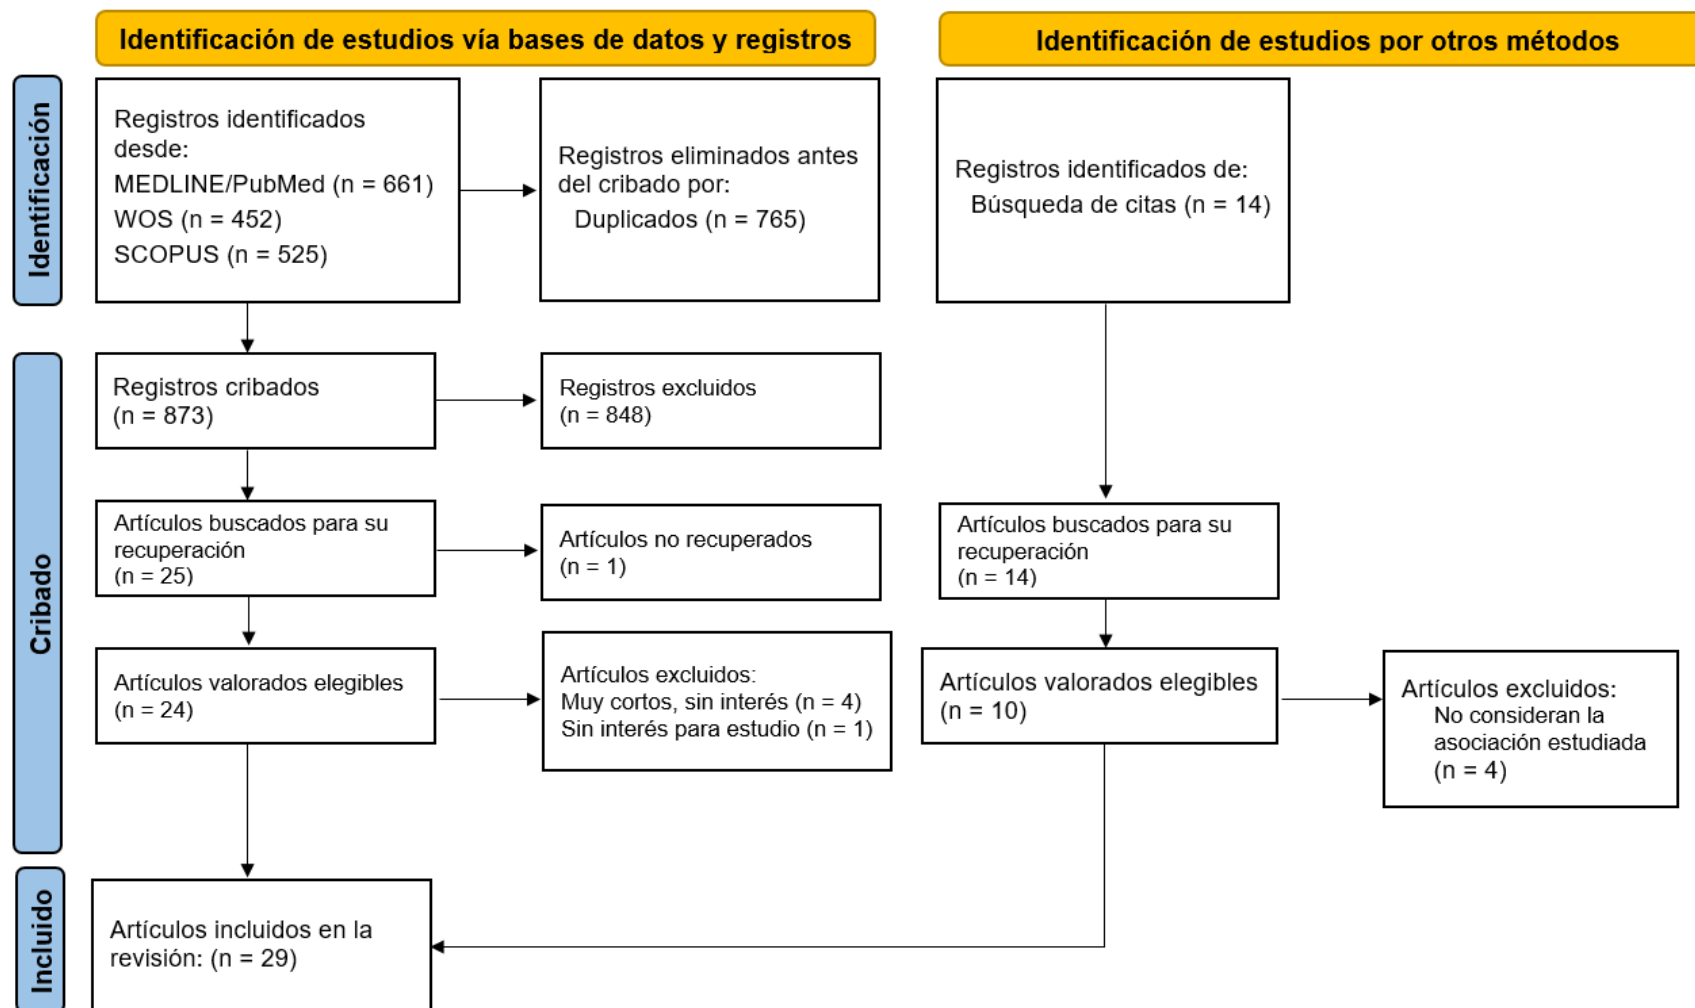 Identificación de estudios vía bases de datos y registros
Identificación de estudios por otros métodos
Identificación
Registros identificados
desde:
MEDLINE/PubMed (n = 661)
WOS (n = 452)
SCOPUS (n = 525)
Registros eliminados antes
del cribado por:
Duplicados (n = 765)
Registros identificados de:
Búsqueda de citas (n = 14)
Cribado
Registros cribados
(n = 873)
Registros excluidos
(n = 848)
Artículos buscados para su
recuperación
(n = 25)
Artículos no recuperados
(n = 1)
Artículos buscados para su
recuperación
(n = 14)
Artículos valorados elegibles
(n = 24)
Artículos excluidos:
Muy cortos, sin interés (n = 4)
Sin interés para estudio (n = 1)
Artículos valorados elegibles
(n = 10)
Artículos excluidos:
No consideran la
asociación estudiada
(n = 4)
Incluido
Artículos incluidos en la
revisión: (n = 29)